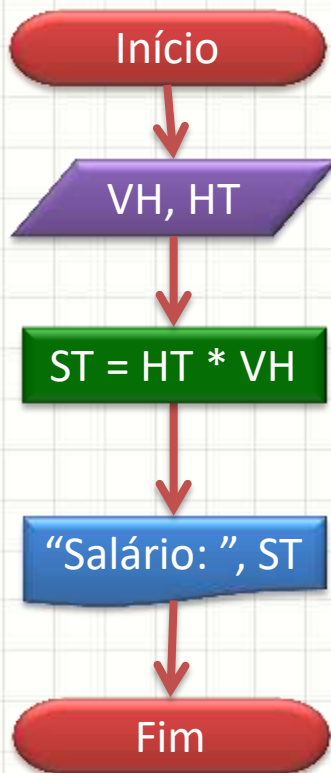 Início
VH, HT
ST = HT * VH
“Salário: ”, ST
Fim